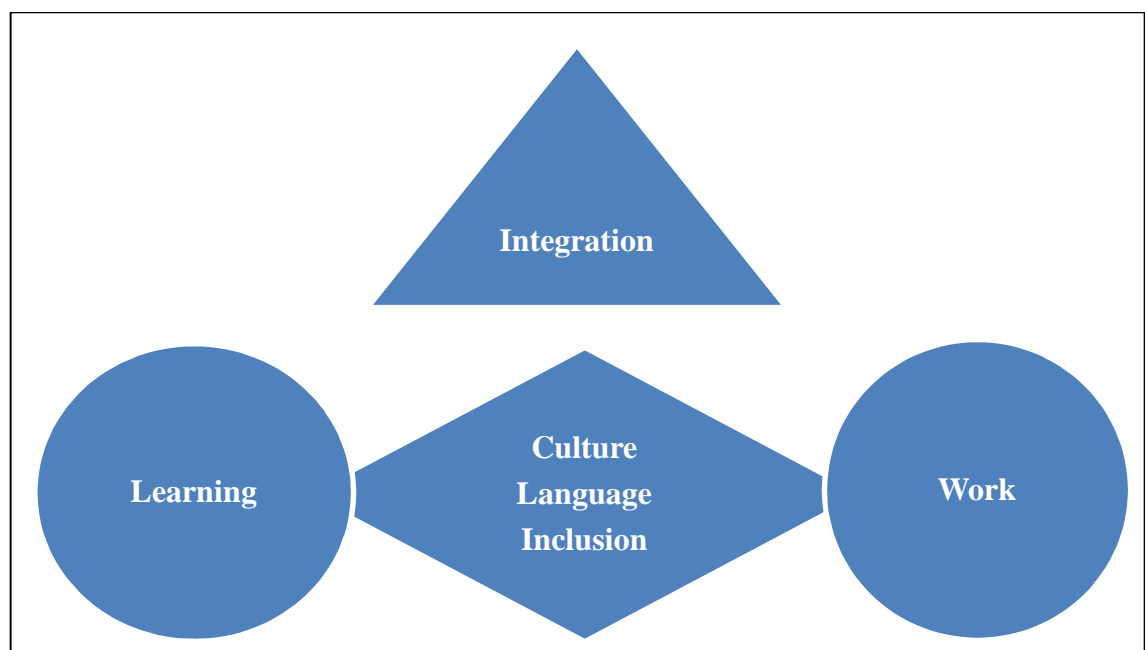 Integration
Learning
Culture
Language
Inclusion
Work